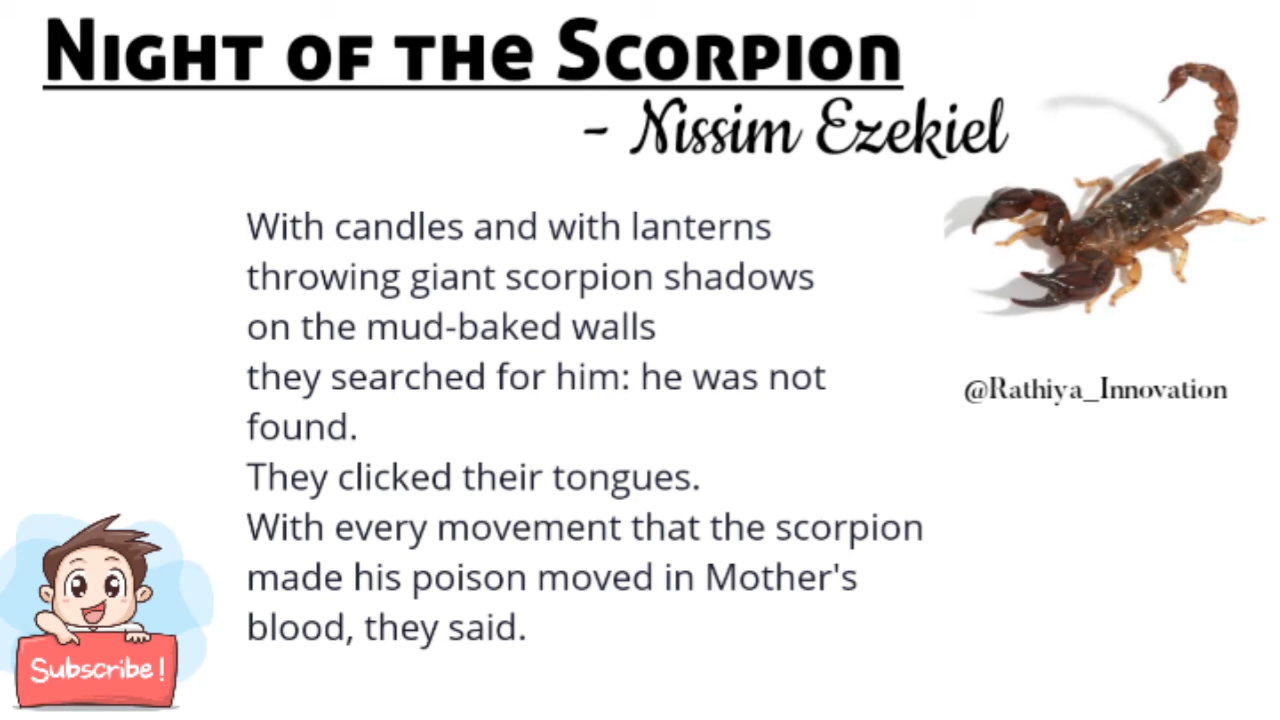 Night of the Scorpion
- Nissim Ezekiel
With candles and with lanterns
throwing giant scorpion shadows
on the mud-baked walls
they searched for him: he was not
found.
They clicked their tongues.
With every movement that the scorpion
made his poison moved in Mother's
blood, they said.
@Rathiya_Innovation
Subscribe!